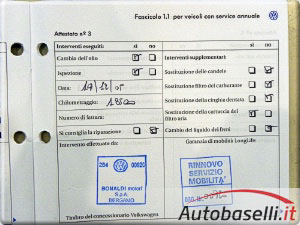 Fascicolo 1.1 per veicoli con service annuale
Attestato n° 3
Interventi eseguiti: si no
Interventi supplementari: si no
Cambio dell'olio
Sostituzione delle candele
Ispezione
Sostituzione filtro del carburante
Data:
Sostituzione della cinghia dentata
Chilometraggio:
Sostituzione della cartuccia del filtro aria
Numero di fattura:
Si consiglia la riparazione
Cambio del liquido dei freni
Intervento effettuato da:
Garanzia di mobilità LongLife
284 00020
BONALDI motori
S.p.A.
BERGAMO
RINNOVO
SERVIZIO
MOBILITA'
Timbro del concessionario Volkswagen
Autobaselli.it